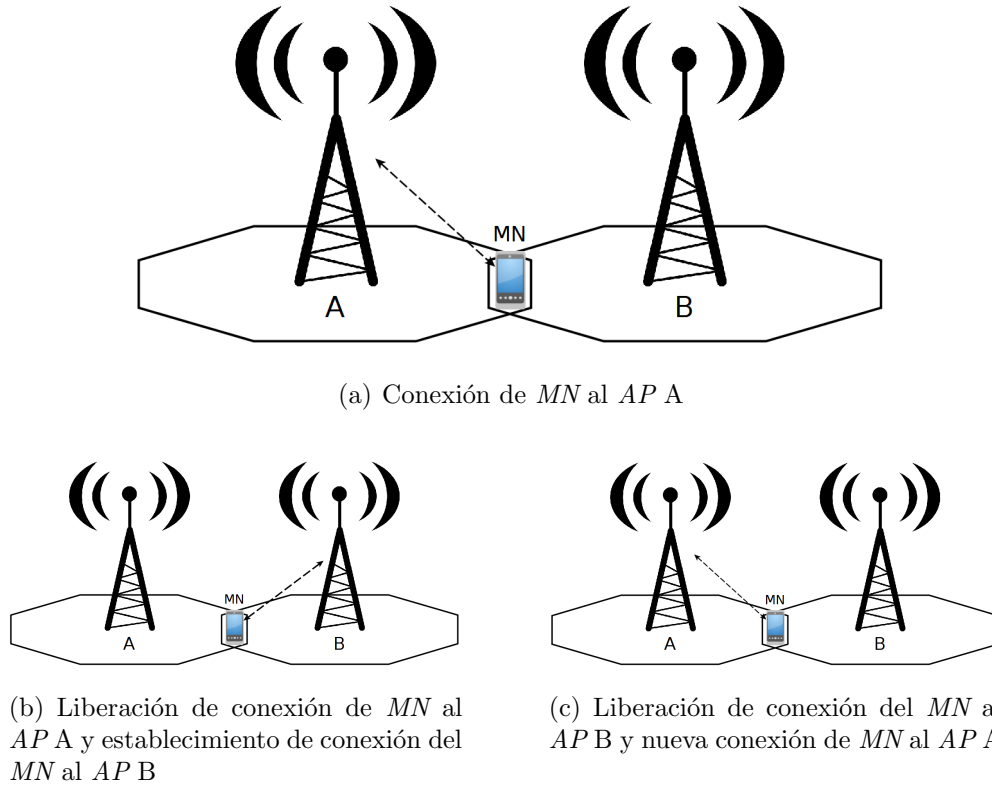 MN
A
B
(a) Conexión de MN al AP A
MN
A
B
(b) Liberación de conexión de MN al
AP A y establecimiento de conexión del
MN al AP B
MN
A
B
(c) Liberación de conexión del MN a
AP B y nueva conexión de MN al AP A